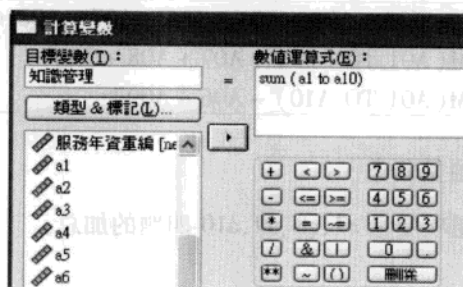 計算變數
目標變數(T)：
知識管理
=
數值運算式(E)：
sum ( a1 to a10)
類型 & 標記(L)...
服務年資重編 [ne
a1
a2
a3
a4
a5
a6
+ < > 7 8 9
- <= >= 4 5 6
* = ~= 1 2 3
/ & | 0 .
** ~ () 刪除